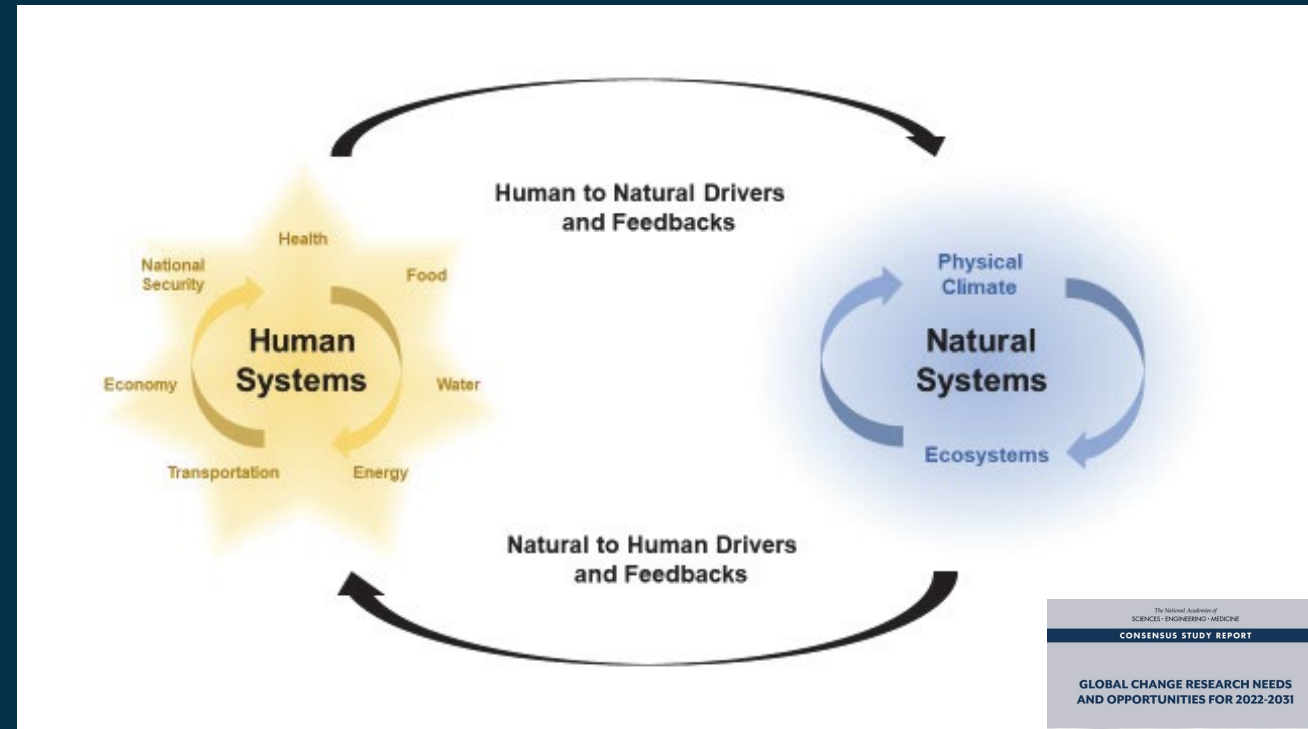 Human to Natural Drivers
and Feedbacks
Health
National
Security
Food
Human
Systems
Economy
Water
Transportation
Energy
Physical
Climate
Natural
Systems
Ecosystems
Natural to Human Drivers
and Feedbacks
The National Academies of
SCIENCES • ENGINEERING • MEDICINE
CONSENSUS STUDY REPORT
GLOBAL CHANGE RESEARCH NEEDS
AND OPPORTUNITIES FOR 2022-2031